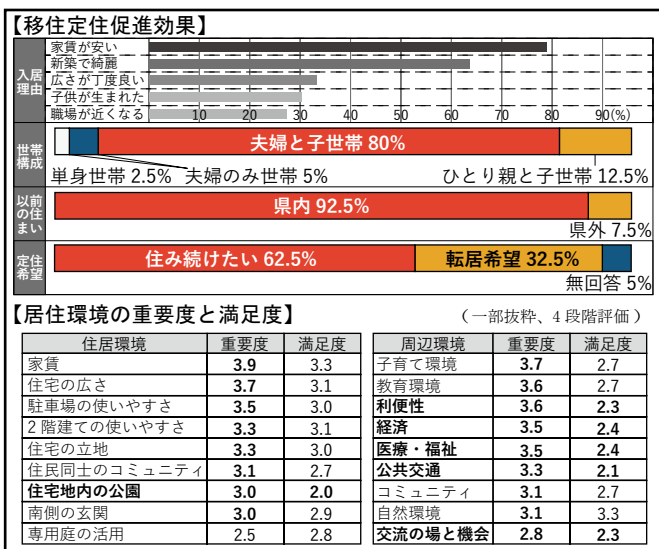 【移住定住促進効果】
入居理由
家賃が安い
新築で綺麗
広さが丁度良い
子供が生まれた
職場が近くなる
10 20 30 40 50 60 70 80 90(%)
世帯構成
夫婦と子世帯 80%
単身世帯 2.5% 夫婦のみ世帯 5% ひとり親と子世帯 12.5%
以前の住まい
県内 92.5%
県外 7.5%
定住希望
住み続けたい 62.5% 転居希望 32.5%
無回答 5%
【居住環境の重要度と満足度】 (一部抜粋、4 段階評価)
住居環境 重要度 満足度
家賃 3.9 3.3
住宅の広さ 3.7 3.1
駐車場の使いやすさ 3.5 3.0
2 階建ての使いやすさ 3.3 3.1
住宅の立地 3.3 3.0
住民同士のコミュニティ 3.1 2.7
住宅地内の公園 3.0 2.0
南側の玄関 3.0 2.9
専用庭の活用 2.5 2.8
周辺環境 重要度 満足度
子育て環境 3.7 2.7
教育環境 3.6 2.7
利便性 3.6 2.3
経済 3.5 2.4
医療・福祉 3.5 2.4
公共交通 3.3 2.1
コミュニティ 3.1 2.7
自然環境 3.1 3.3
交流の場と機会 2.8 2.3